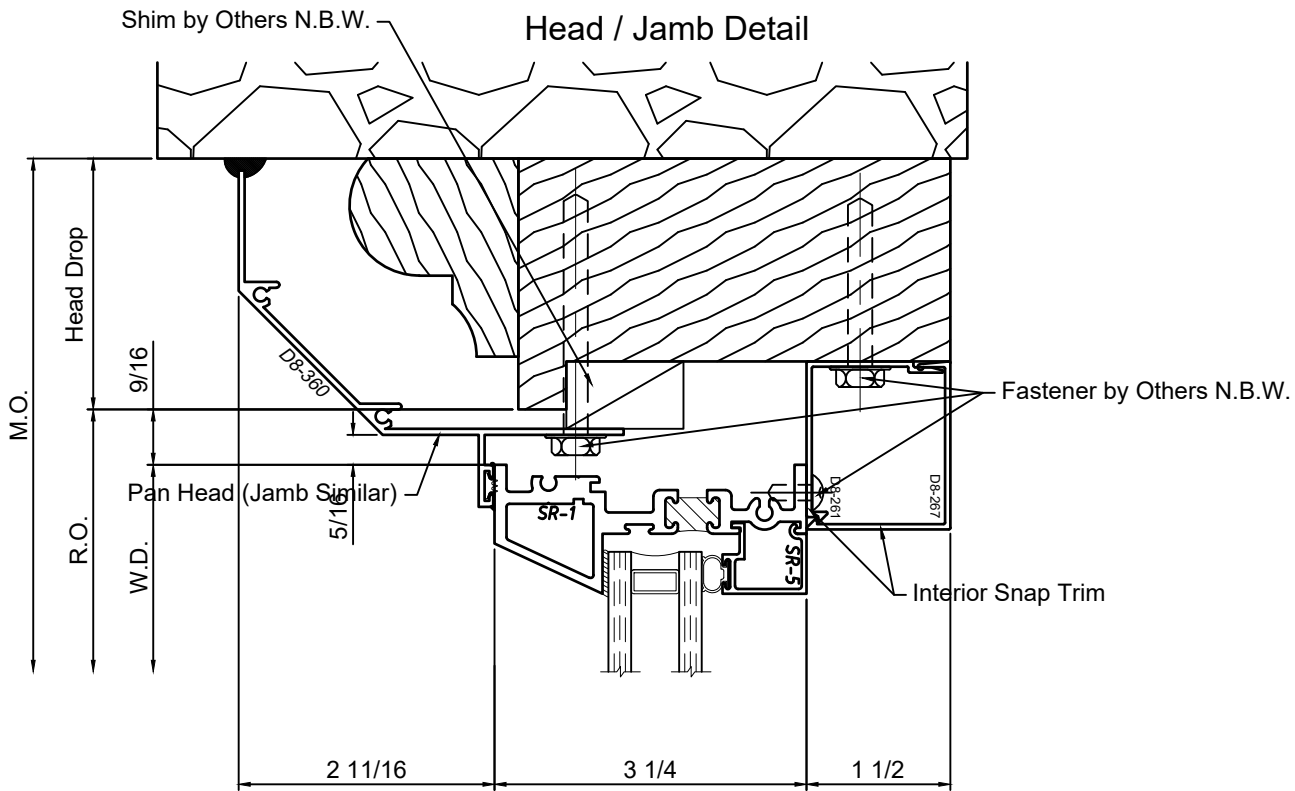 Shim by Others N.B.W.
Head / Jamb Detail
M.O.
Head Drop
9/16
D8-360
Fastener by Others N.B.W.
Pan Head (Jamb Similar)
5/16
R.O.
W.D.
SR-1
SR-5
D8-261
D8-267
Interior Snap Trim
2 11/16
3 1/4
1 1/2